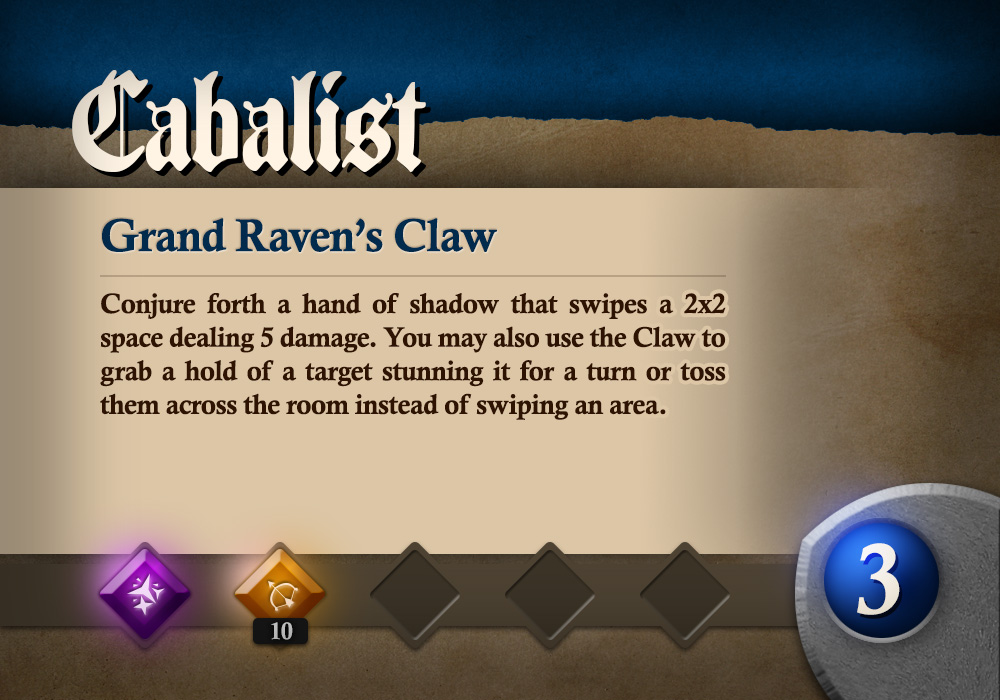 Cabalist
Grand Raven’s Claw
Conjure forth a hand of shadow that swipes a 2x2
space dealing 5 damage. You may also use the Claw to
grab a hold of a target stunning it for a turn or toss
them across the room instead of swiping an area.
10
3